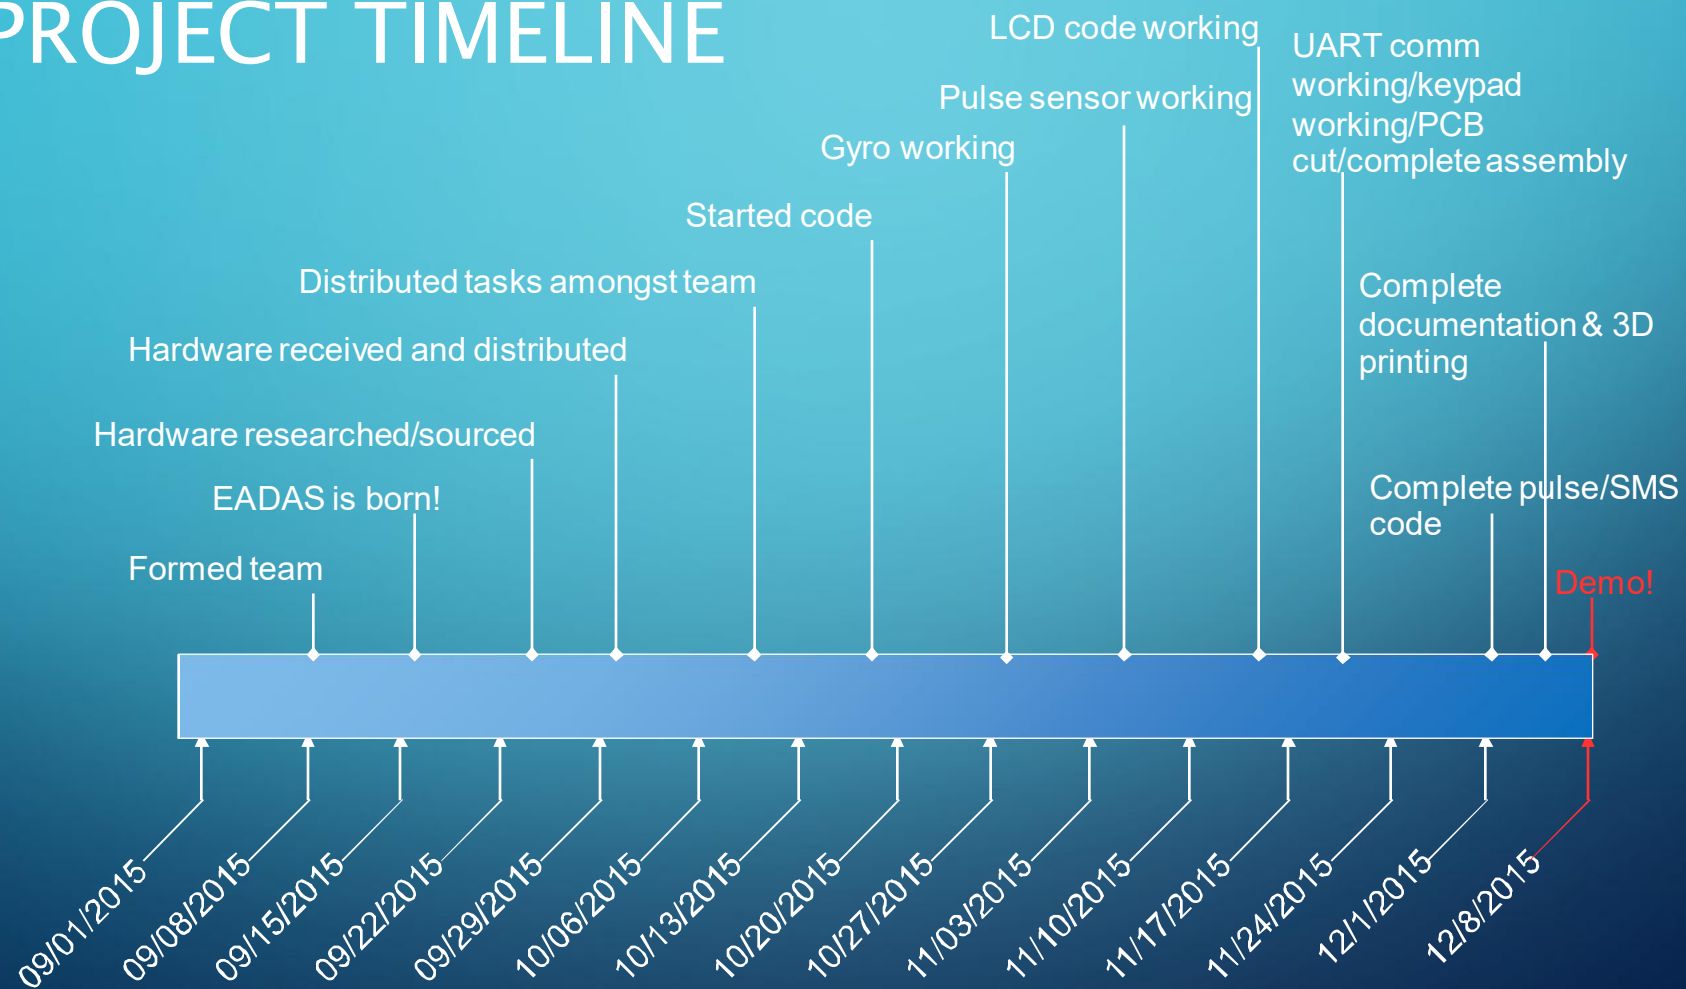 PROJECT TIMELINE
LCD code working
UART comm
working/keypad
working/PCB
cut/complete assembly
Pulse sensor working
Gyro working
Started code
Distributed tasks amongst team
Complete
documentation & 3D
printing
Hardware received and distributed
Hardware researched/sourced
EADAS is born!
Complete pulse/SMS
code
Formed team
Demo!
09/01/2015
09/08/2015
09/15/2015
09/22/2015
09/29/2015
10/06/2015
10/13/2015
10/20/2015
10/27/2015
11/03/2015
11/10/2015
11/17/2015
11/24/2015
12/1/2015
12/8/2015